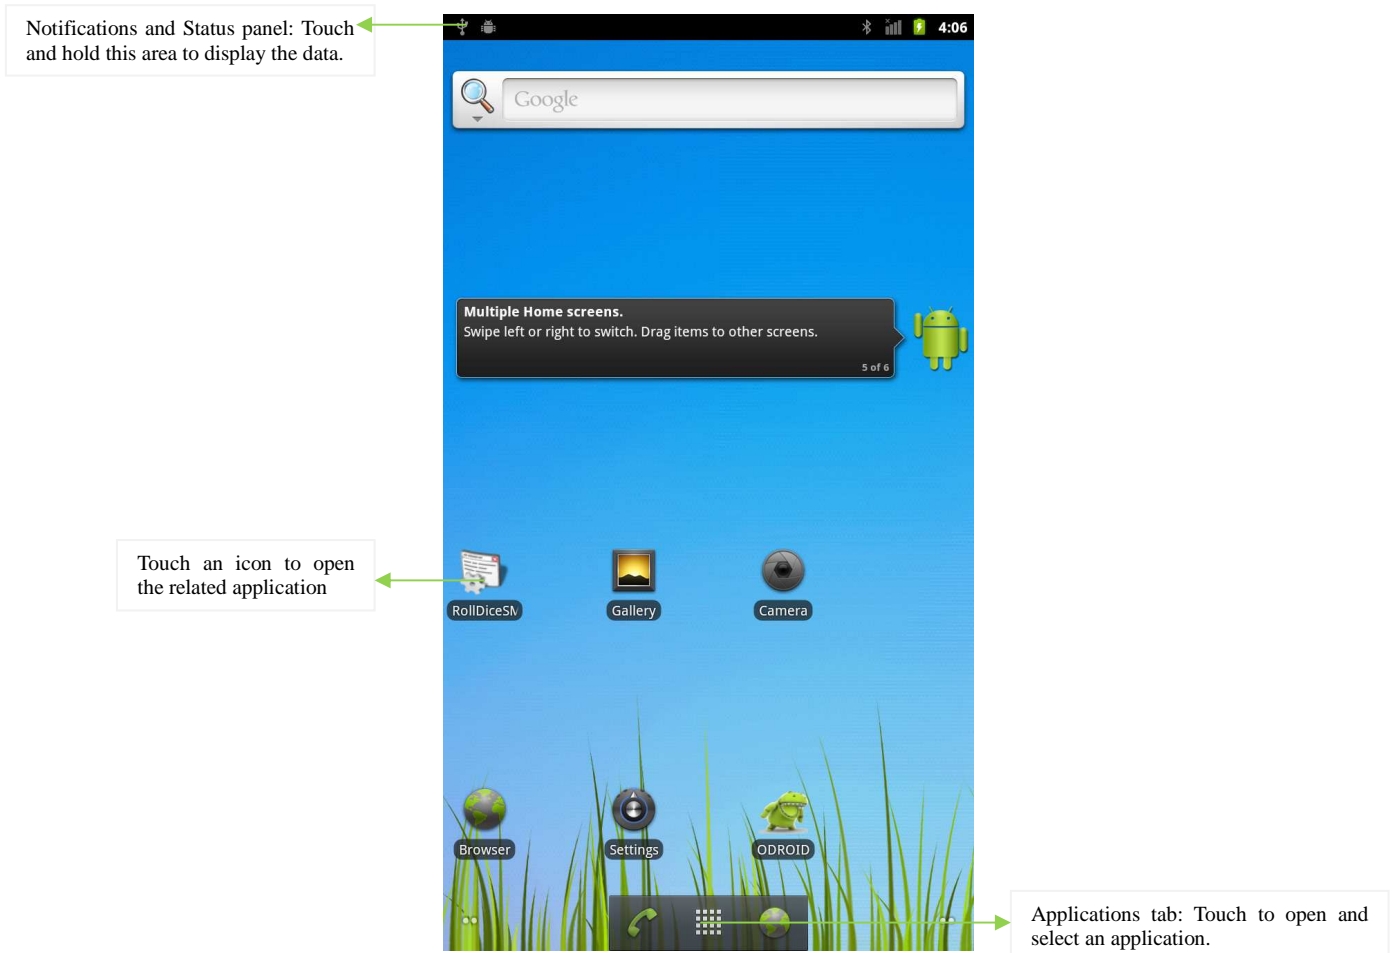 Notifications and Status panel: Touch
and hold this area to display the data.
4:06
Google
Multiple Home screens.
Swipe left or right to switch. Drag items to other screens.
5 of 6
Touch an icon to open
the related application
RollDiceSM
Gallery
Camera
Browser
Settings
ODROID
Applications tab: Touch to open and
select an application.